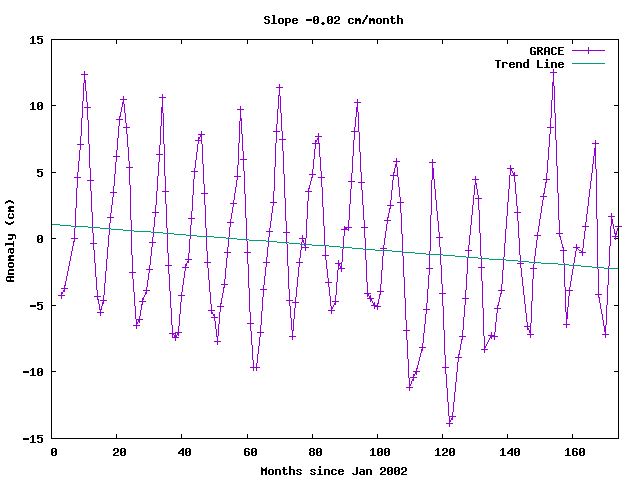 Slope -0.02 cm/month
GRACE
Trend Line
15
10
5
0
-5
-10
-15
Anomaly (cm)
0 20 40 60 80 100 120 140 160
Months since Jan 2002